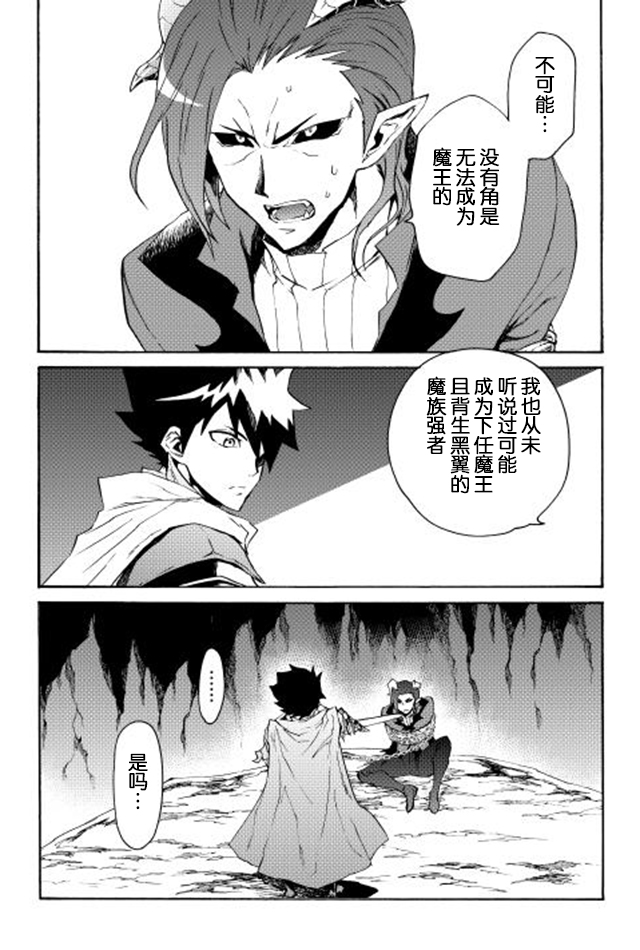 不可能…
没有角是
无法成为
魔王的
我也从未
听说过可能
成为下任魔王
且背生黑翼的
魔族强者
……
是吗…